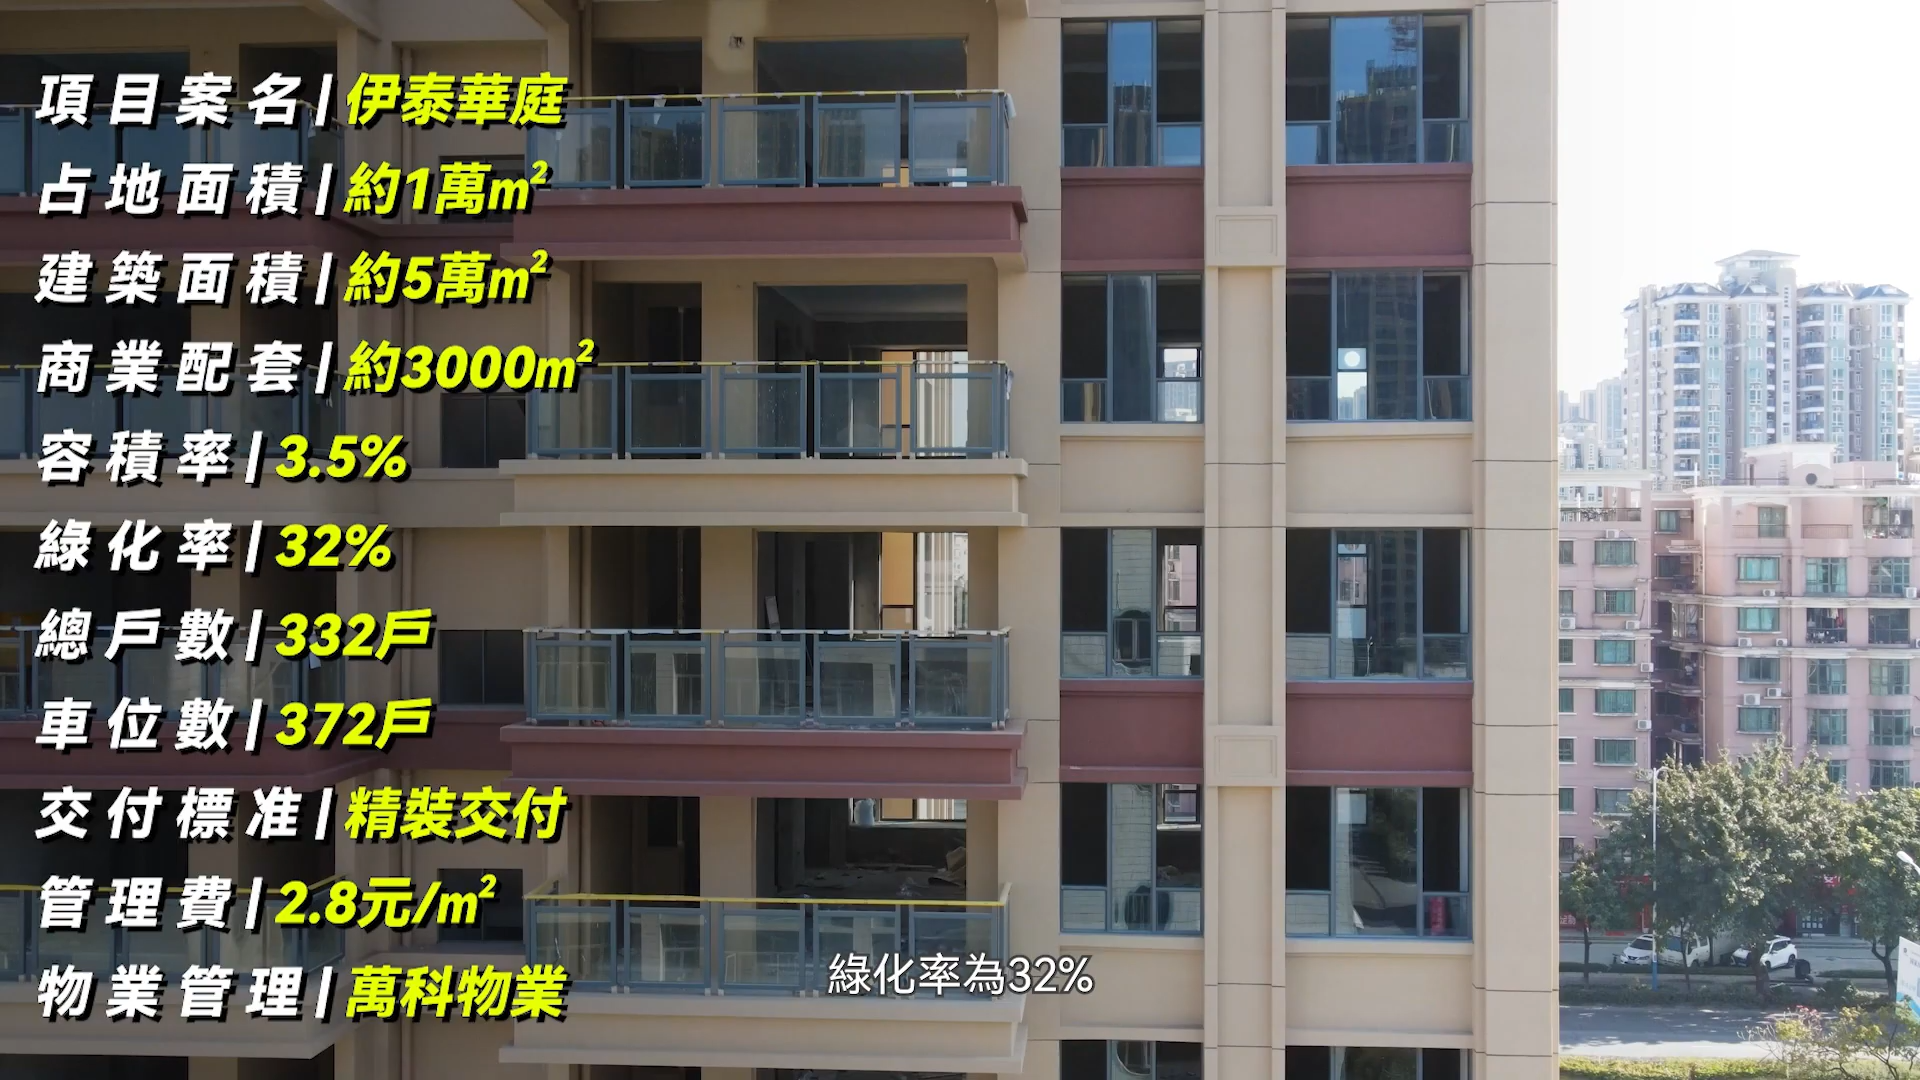 項目案名|伊泰華庭
占地面積|約1萬m²
建築面積|約5萬m²
商業配套|約3000m²
容積率|3.5%
綠化率|32%
總戶數|332戶
車位數|372戶
交付標准|精裝交付
管理費|2.8元/m²
物業管理|萬科物業
綠化率為32%